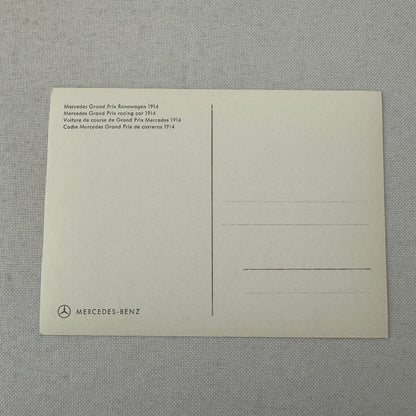 Mercedes Grand Prix Rennwagen 1914
Mercedes Grand Prix racing car 1914
Voiture de course de Grand Prix Mercedes 1914
Coche Mercedes Grand Prix de carreras 1914
MERCEDES-BENZ